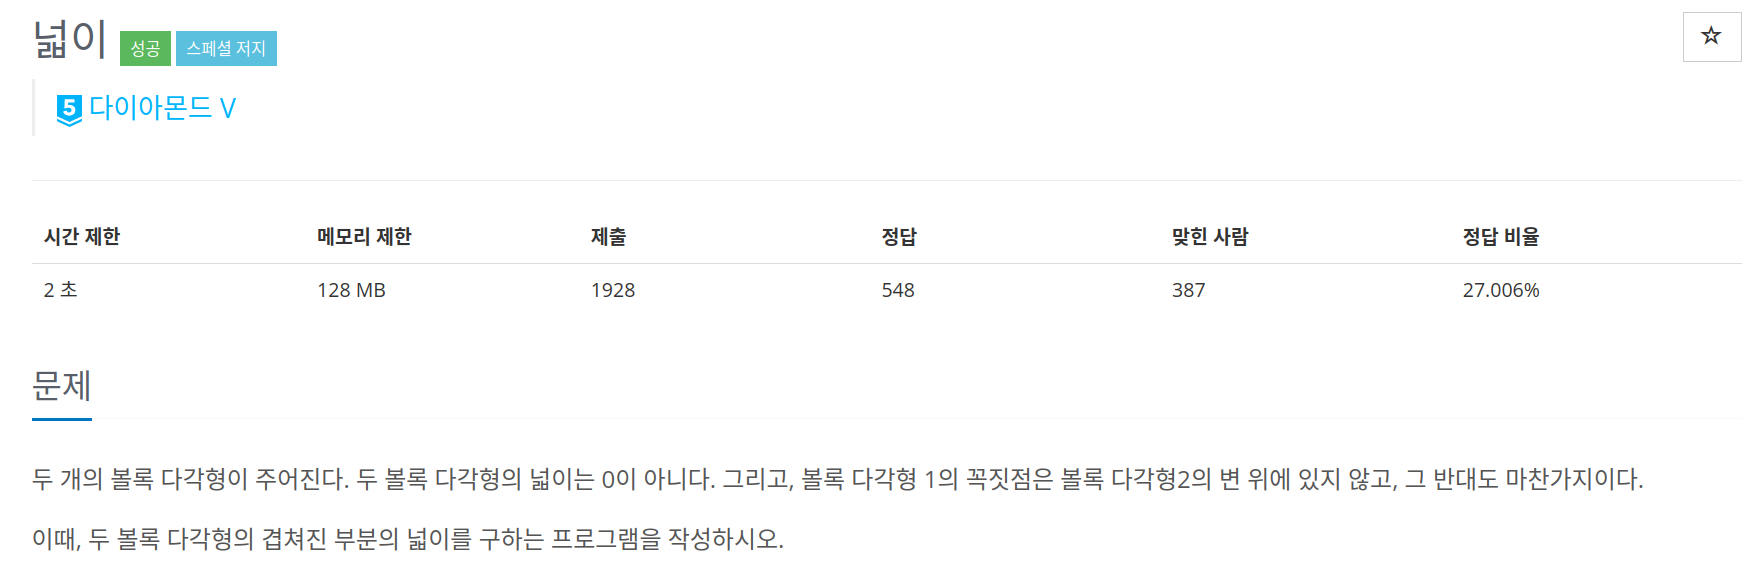 넓이 성공 스페셜 저지
5 다이아몬드 V
시간 제한 메모리 제한 제출 정답 맞힌 사람 정답 비율
2 초 128 MB 1928 548 387 27.006%
문제
두 개의 볼록 다각형이 주어진다. 두 볼록 다각형의 넓이는 0이 아니다. 그리고, 볼록 다각형 1의 꼭짓점은 볼록 다각형2의 변 위에 있지 않고, 그 반대도 마찬가지이다.
이때, 두 볼록 다각형의 겹쳐진 부분의 넓이를 구하는 프로그램을 작성하시오.